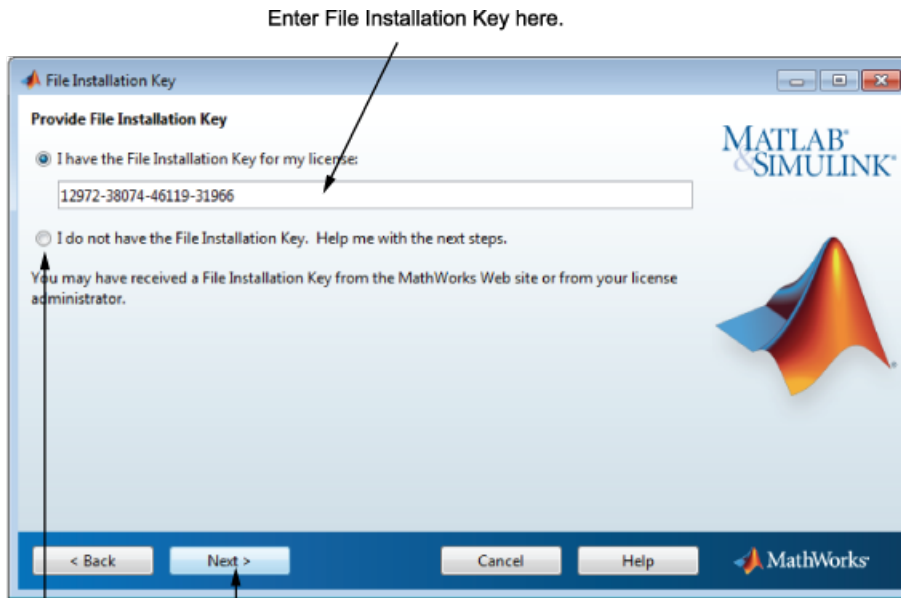 Enter File Installation Key here.
File Installation Key
Provide File Installation Key
MATLAB®
&SIMULINK®
I have the File Installation Key for my license:
12972-38074-46119-31966
I do not have the File Installation Key. Help me with the next steps.
You may have received a File Installation Key from the MathWorks Web site or from your license
administrator.
< Back
Next >
Cancel
Help
MathWorks®